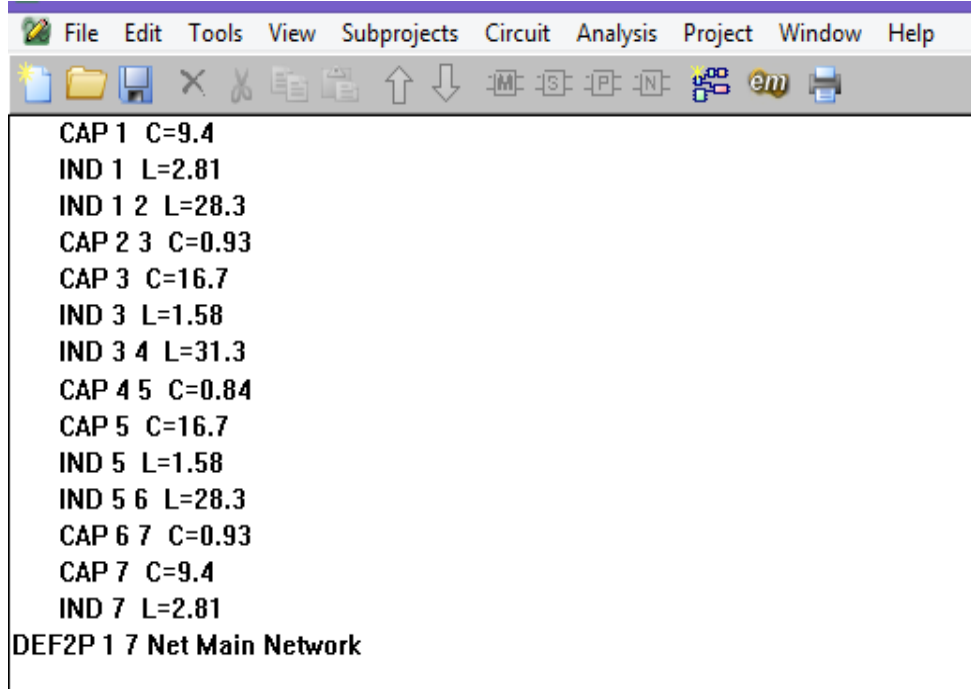 File Edit Tools View Subprojects Circuit Analysis Project Window Help
M S P N em
CAP 1 C=9.4
IND 1 L=2.81
IND 1 2 L=28.3
CAP 2 3 C=0.93
CAP 3 C=16.7
IND 3 L=1.58
IND 3 4 L=31.3
CAP 4 5 C=0.84
CAP 5 C=16.7
IND 5 L=1.58
IND 5 6 L=28.3
CAP 6 7 C=0.93
CAP 7 C=9.4
IND 7 L=2.81
DEF2P 1 7 Net Main Network